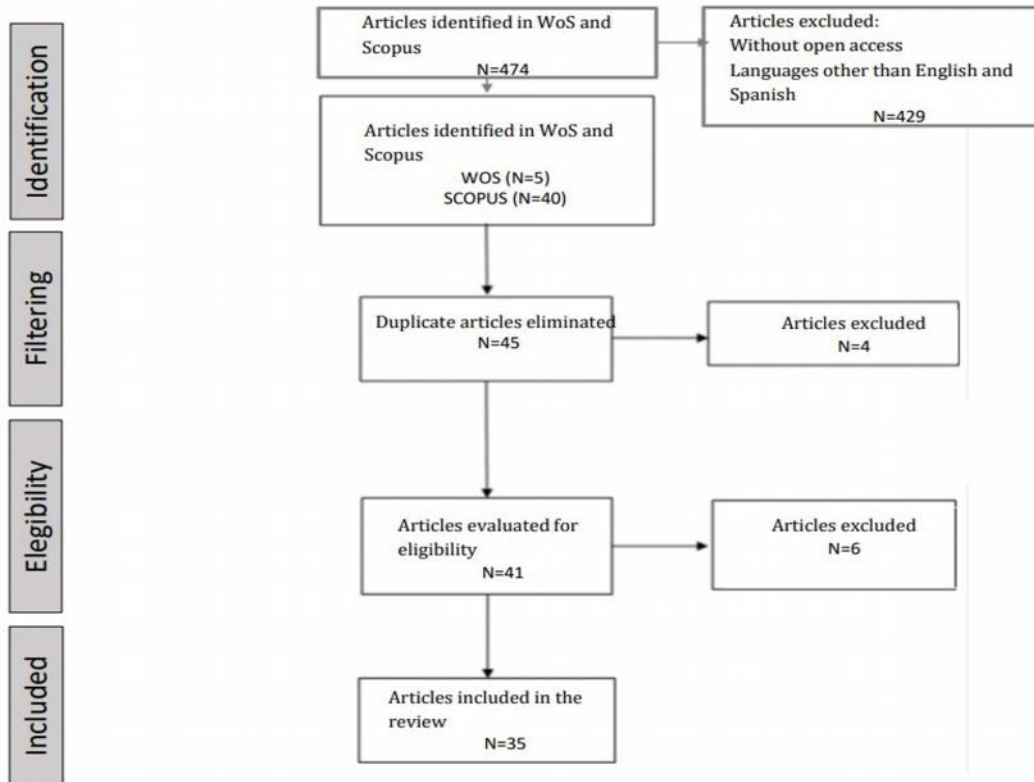 Identification
Articles identified in WoS and
Scopus
N=474
Articles excluded:
Without open access
Languages other than English and
Spanish
N=429
Articles identified in WoS and
Scopus
WOS (N=5)
SCOPUS (N=40)
Filtering
Duplicate articles eliminated
N=45
Articles excluded
N=4
Elegibility
Articles evaluated for
eligibility
N=41
Articles excluded
N=6
Included
Articles included in the
review
N=35